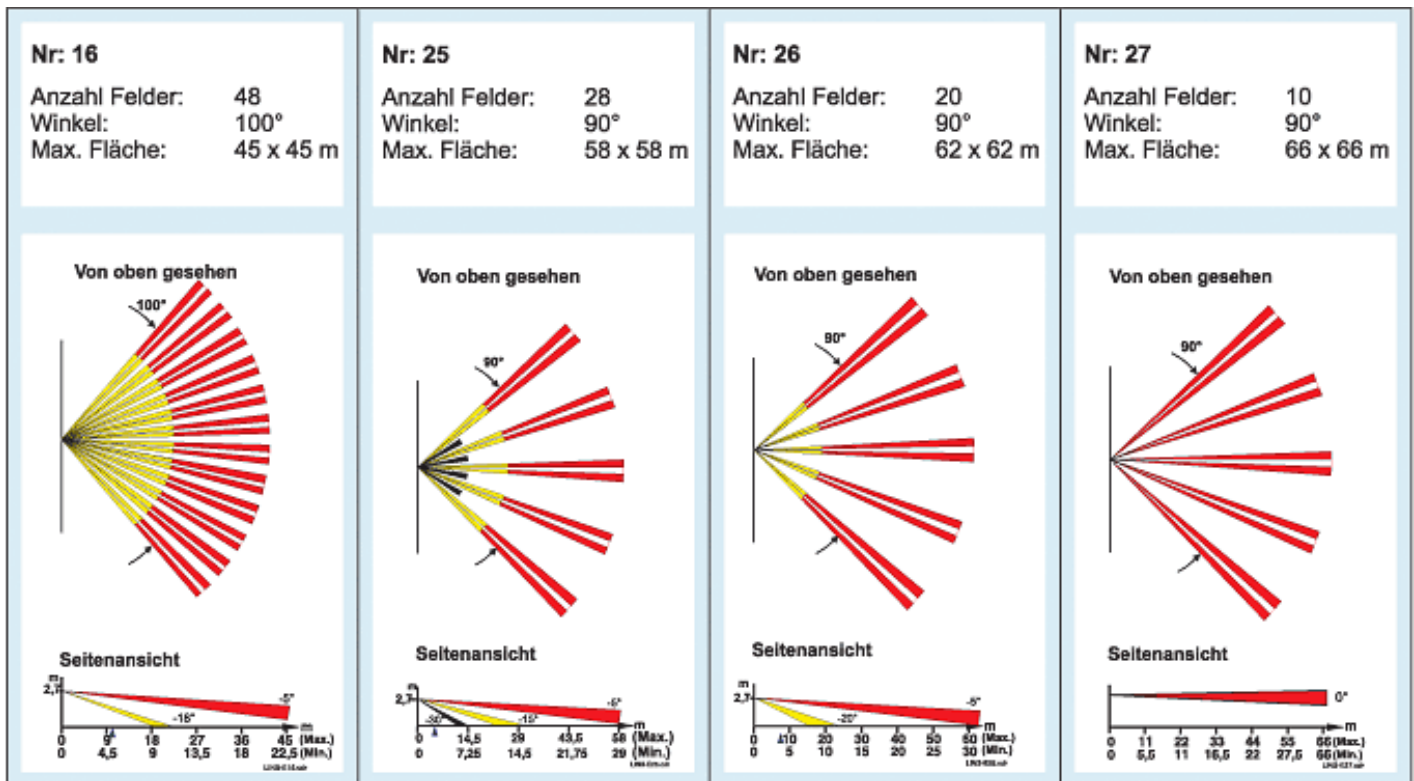 Nr: 16
Anzahl Felder: 48
Winkel: 100°
Max. Fläche: 45 x 45 m
Von oben gesehen
100°
Seitenansicht
m
2,7
-5°
-15°
m
0 9 18 27 36 45 (Max.)
0 4,5 9 13,5 18 22,5 (Min.)
Nr: 25
Anzahl Felder: 28
Winkel: 90°
Max. Fläche: 58 x 58 m
Von oben gesehen
90°
Seitenansicht
m
2,7
-5°
-15°
-30°
m
0 14,5 29 43,5 58 (Max.)
0 7,25 14,5 21,75 29 (Min.)
Nr: 26
Anzahl Felder: 20
Winkel: 90°
Max. Fläche: 62 x 62 m
Von oben gesehen
90°
Seitenansicht
m
2,7
-5°
-20°
m
0 10 20 30 40 50 60 (Max.)
0 5 10 15 20 25 30 (Min.)
Nr: 27
Anzahl Felder: 10
Winkel: 90°
Max. Fläche: 66 x 66 m
Von oben gesehen
90°
Seitenansicht
0°
m
0 11 22 33 44 55 66 (Max.)
0 5,5 11 16,5 22 27,5 66 (Min.)